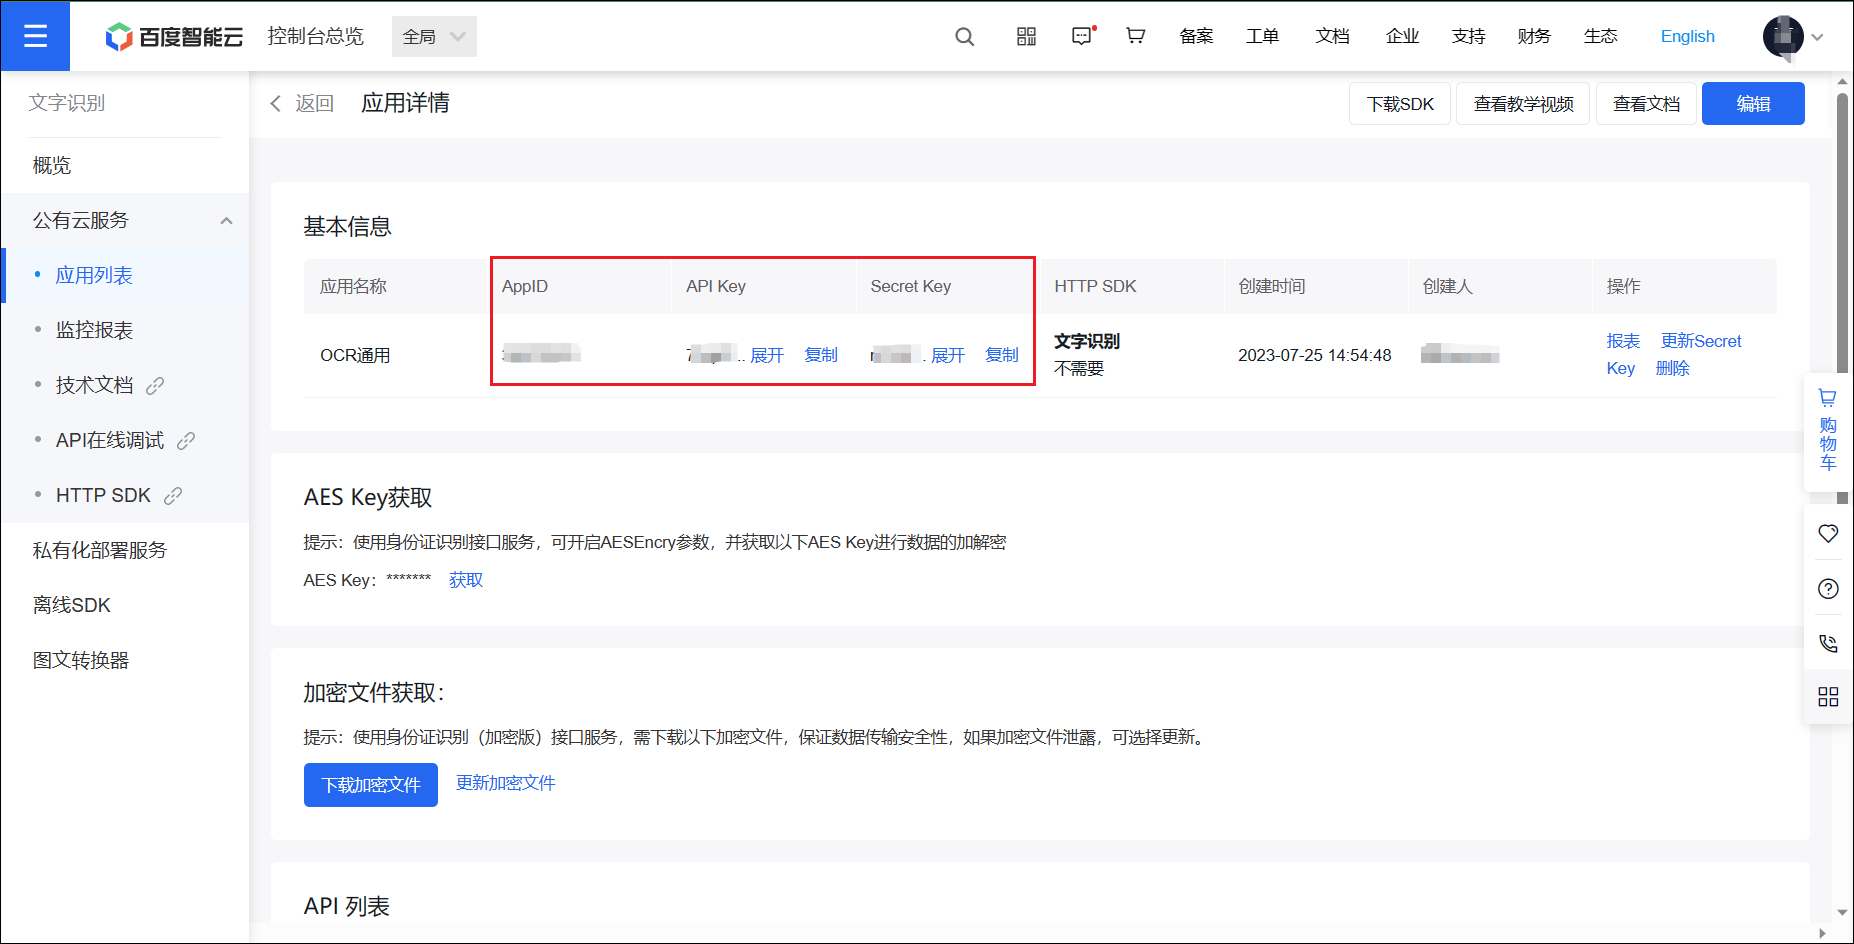 百度智能云 控制台总览 全局 备案 工单 文档 企业 支持 财务 生态 English
文字识别
概览
公有云服务
应用列表
监控报表
技术文档
API在线调试
HTTP SDK
私有化部署服务
离线SDK
图文转换器
返回 应用详情 下载SDK 查看教学视频 查看文档 编辑
基本信息
应用名称 AppID API Key Secret Key HTTP SDK 创建时间 创建人 操作
OCR通用 展开 复制 展开 复制 文字识别 2023-07-25 14:54:48 报表 更新Secret
不需要 Key 删除
AES Key获取
提示：使用身份证识别接口服务，可开启AESEncry参数，并获取以下AES Key进行数据的加解密
AES Key：******* 获取
加密文件获取：
提示：使用身份证识别（加密版）接口服务，需下载以下加密文件，保证数据传输安全性，如果加密文件泄露，可选择更新。
下载加密文件 更新加密文件
API 列表
购
物
车